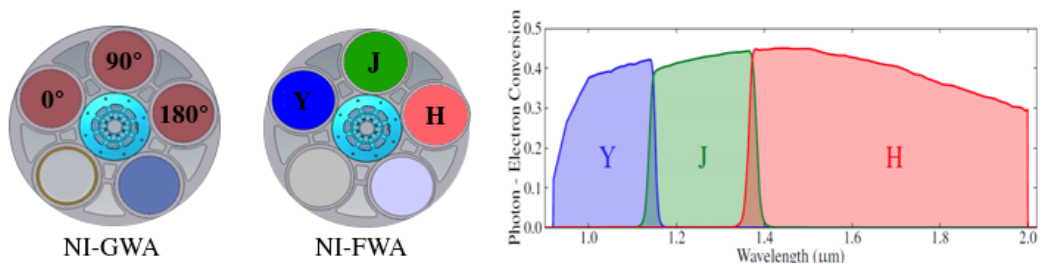 90°
0°
180°
NI-GWA
J
Y
H
NI-FWA
Photon - Electron Conversion
0.5
0.4
0.3
0.2
0.1
0.0
Y
J
H
1.0 1.2 1.4 1.6 1.8 2.0
Wavelength (μm)